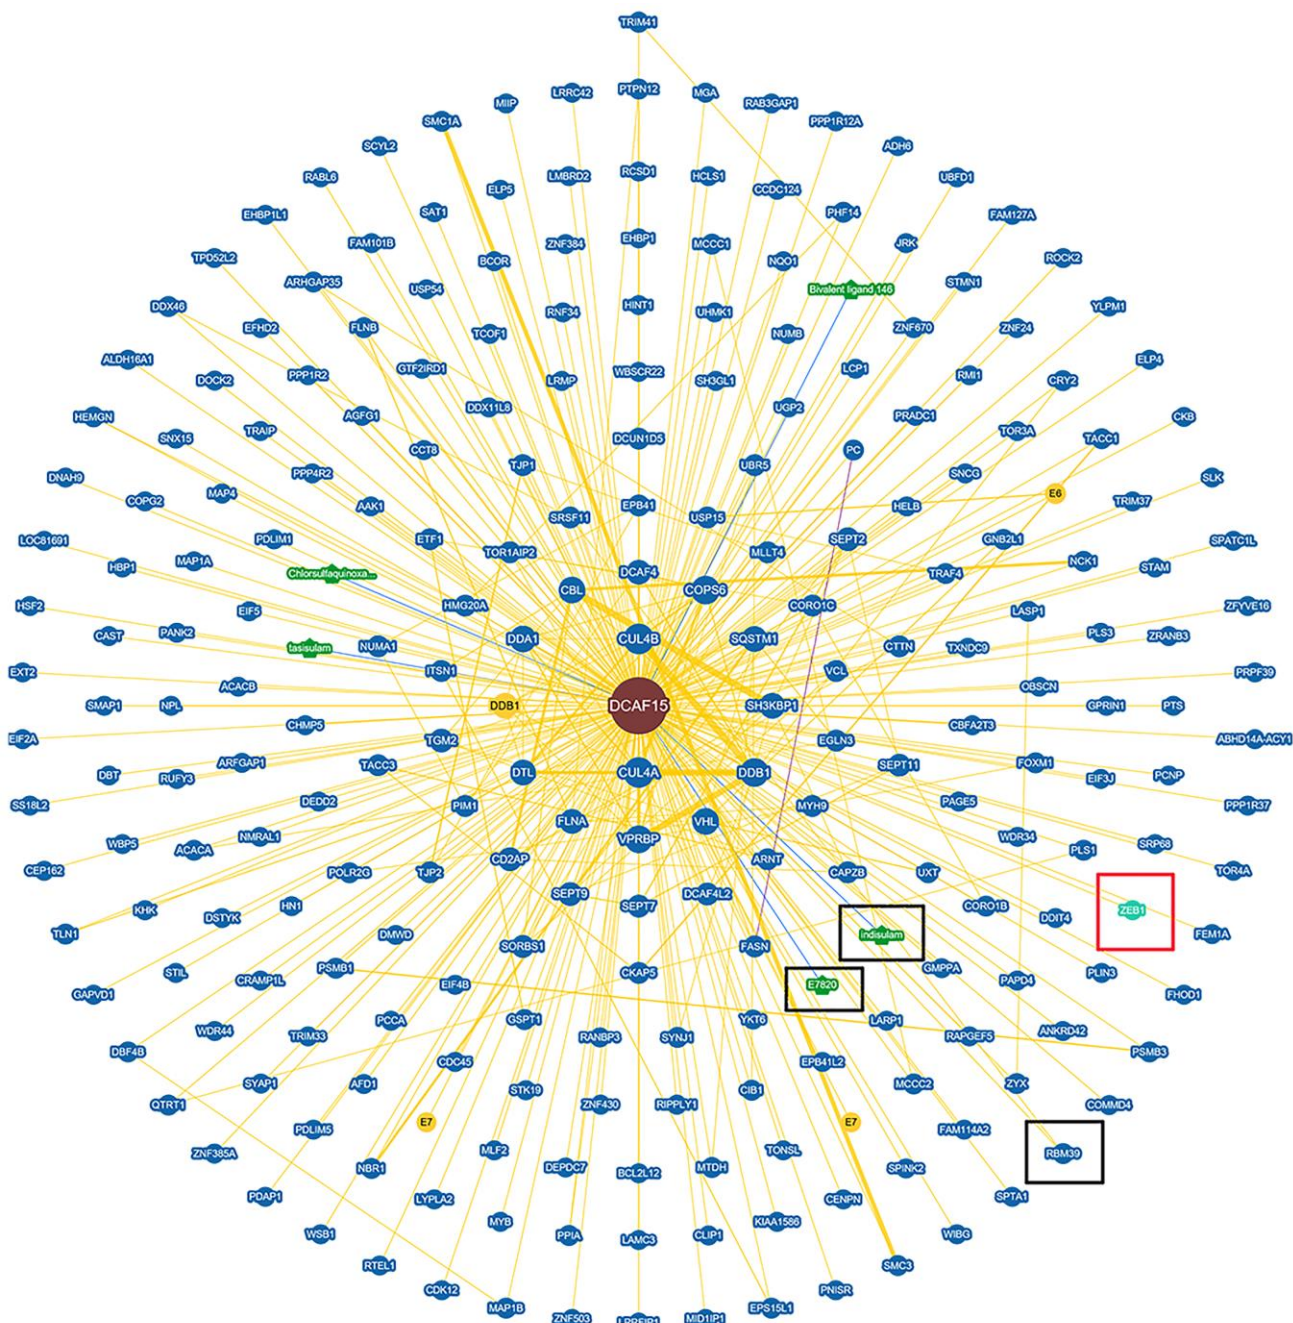 TRIM41
LRRC42
PTPN12
MGA
MIIP
RAB3GAP1
SMC1A
PPP1R12A
SCYL2
ADH6
RABL6
LMBRD2
RCSD1
HCLS1
UBFD1
ELP5
CCDC124
EHBP1L1
SAT1
PHF14
FAM127A
FAM101B
ZNF384
EHBP1
MCCC1
JRK
TPD52L2
BCOR
NQO1
ROCK2
ARHGAP35
USP54
Bivalent ligand 146
STMN1
DDX46
HINT1
YLPM1
RNF34
UHMK1
EFHD2
FLNB
TCOF1
NUMB
ZNF670
ZNF24
ALDH16A1
GTF2IRD1
WBSCR22
LCP1
ELP4
DOCK2
PPP1R2
LRMP
SH3GL1
RMI1
CRY2
HEMGN
AGFG1
DDX11L8
UGP2
PRADC1
CKB
SNX15
TRAIP
DCUN1D5
TOR3A
TACC1
CCT8
PC
DNAH9
PPP4R2
TJP1
UBR5
SNCG
SLK
COPG2
MAP4
AAK1
EPB41
HELB
E6
TRIM37
SRSF11
USP15
LOC81691
PDLIM1
ETF1
SEPT2
GNB2L1
SPATC1L
TOR1AIP2
MLLT4
HBP1
MAP1A
Chlorsulfaquinoxa...
DCAF4
TRAF4
NCK1
STAM
CBL
COPS6
HSF2
EIF5
HMG20A
CORO1C
LASP1
ZFYVE16
CAST
PANK2
tasisulam
NUMA1
DDA1
CUL4B
SQSTM1
CTTN
TXNDC9
PLS3
ZRANB3
EXT2
ITSN1
VCL
PRPF39
ACACB
OBSCN
SMAP1
NPL
DDB1
DCAF15
SH3KBP1
GPRIN1
PTS
CHMP5
CBFA2T3
EIF2A
TGM2
EGLN3
ABHD14A-ACY1
DBT
RUFY3
ARFGAP1
TACC3
DTL
CUL4A
DDB1
SEPT11
FOXM1
EIF3J
PCNP
SS18L2
DEDD2
PIM1
MYH9
PAGE5
PPP1R37
FLNA
VHL
WBP5
NMRAL1
VPRBP
WDR34
SRP68
ACACA
PLS1
CEP162
POLR2G
TJP2
CD2AP
ARNT
CAPZB
UXT
TOR4A
SEPT9
DCAF4L2
KHK
DSTYK
HN1
SEPT7
CORO1B
DDIT4
ZEB1
TLN1
DMWD
SORBS1
FASN
indisulam
FEM1A
STIL
PSMB1
CKAP5
GMPPA
PLIN3
GAPVD1
CRAMP1L
EIF4B
E7820
PAPD4
FHOD1
WDR44
PCCA
GSPT1
YKT6
LARP1
ANKRD42
TRIM33
RANBP3
SYNJ1
RAPGEF5
DBF4B
CDC45
EPB41L2
PSMB3
SYAP1
AFD1
STK19
CIB1
MCCC2
ZYX
QTRT1
ZNF430
RIPPLY1
COMMD4
PDLIM5
E7
E7
FAM114A2
ZNF385A
MLF2
TONSL
RBM39
NBR1
DEPDC7
BCL2L12
MTDH
SPINK2
PDAP1
LYPLA2
CENPN
SPTA1
WSB1
MYB
PPIA
LAMC3
CLIP1
KIAA1586
WIBG
RTEL1
SMC3
CDK12
PNISR
MAP1B
ZNF503
LRRFIP1
MID1IP1
EPS15L1